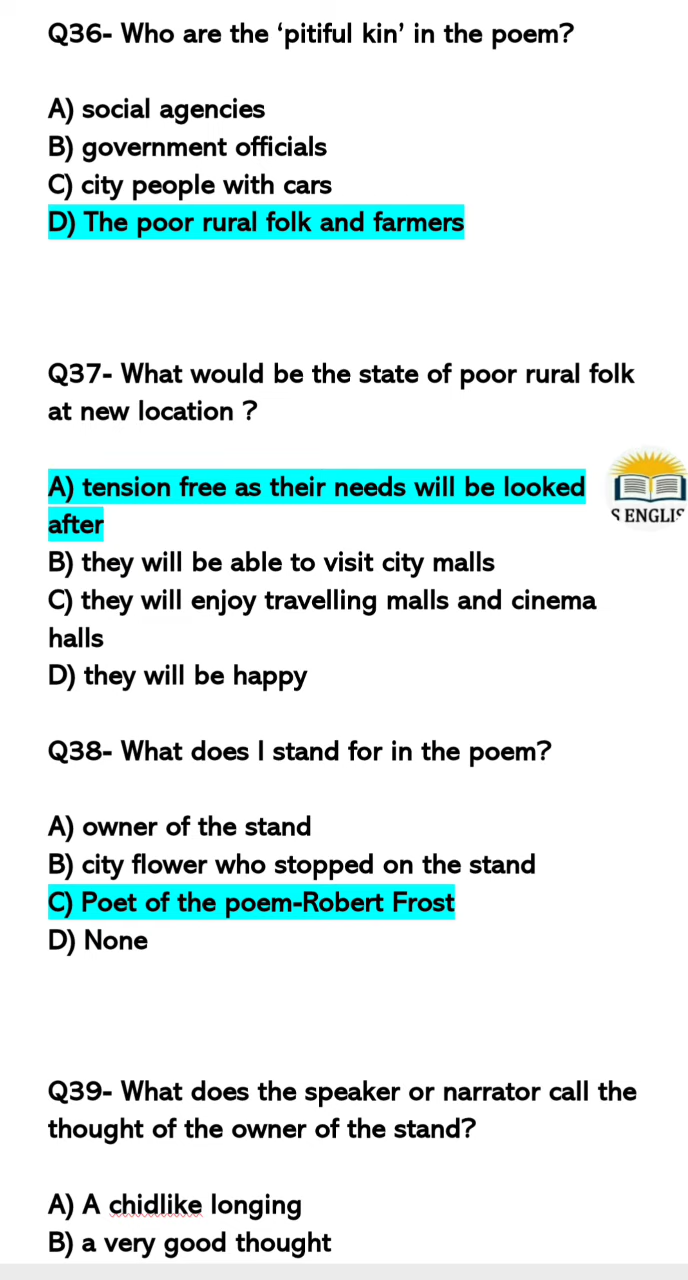 Q36- Who are the ‘pitiful kin’ in the poem?
A) social agencies
B) government officials
C) city people with cars
D) The poor rural folk and farmers
Q37- What would be the state of poor rural folk
at new location ?
A) tension free as their needs will be looked
after
S ENGLIS
B) they will be able to visit city malls
C) they will enjoy travelling malls and cinema
halls
D) they will be happy
Q38- What does I stand for in the poem?
A) owner of the stand
B) city flower who stopped on the stand
C) Poet of the poem-Robert Frost
D) None
Q39- What does the speaker or narrator call the
thought of the owner of the stand?
A) A chidlike longing
B) a very good thought